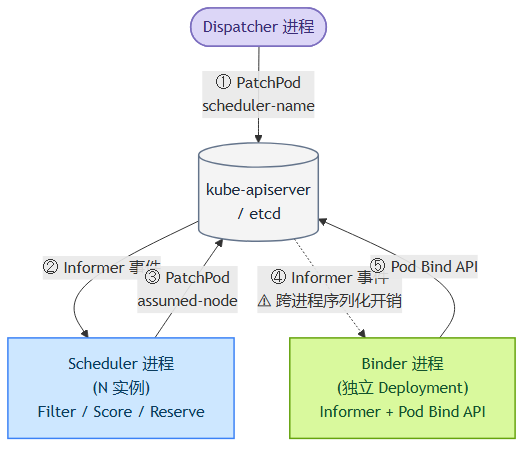 Dispatcher 进程
① PatchPod
scheduler-name
kube-apiserver
/ etcd
② Informer 事件
③ PatchPod
assumed-node
④ Informer 事件
⚠ 跨进程序列化开销
⑤ Pod Bind API
Scheduler 进程
(N 实例)
Filter / Score / Reserve
Binder 进程
(独立 Deployment)
Informer + Pod Bind API